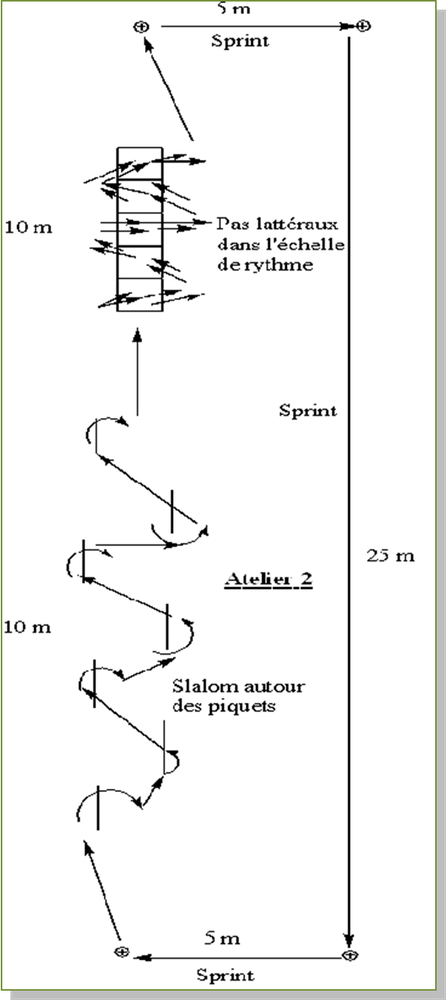 5 m
Sprint
10 m
Pas lattéraux
dans l'échelle
de rythme
Sprint
25 m
Atelier 2
10 m
Slalom autour
des piquets
5 m
Sprint